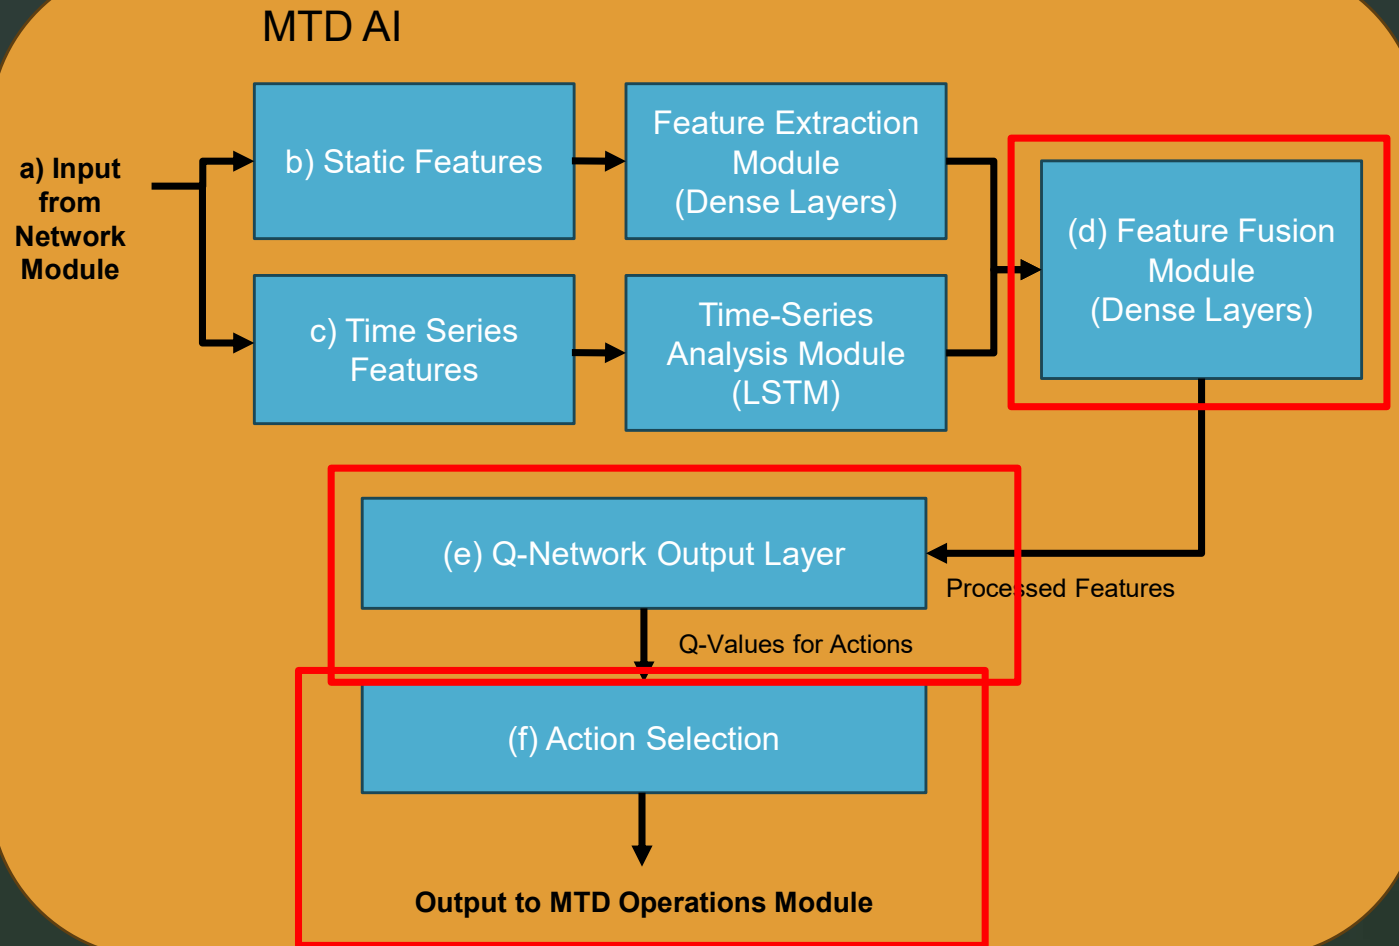 MTD AI
a) Input
from
Network
Module
b) Static Features
Feature Extraction
Module
(Dense Layers)
c) Time Series
Features
Time-Series
Analysis Module
(LSTM)
(d) Feature Fusion
Module
(Dense Layers)
(e) Q-Network Output Layer
Processed Features
Q-Values for Actions
(f) Action Selection
Output to MTD Operations Module